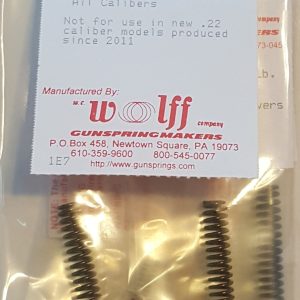 All Calibers
Not for use in new .22
caliber models produced
since 2011
Manufactured By:
W.C.
Wolff
company
GUNSPRINGMAKERS
P.O.Box 458, Newtown Square, PA 19073
610-359-9600 800-545-0077
1E7
http://www.gunsprings.com